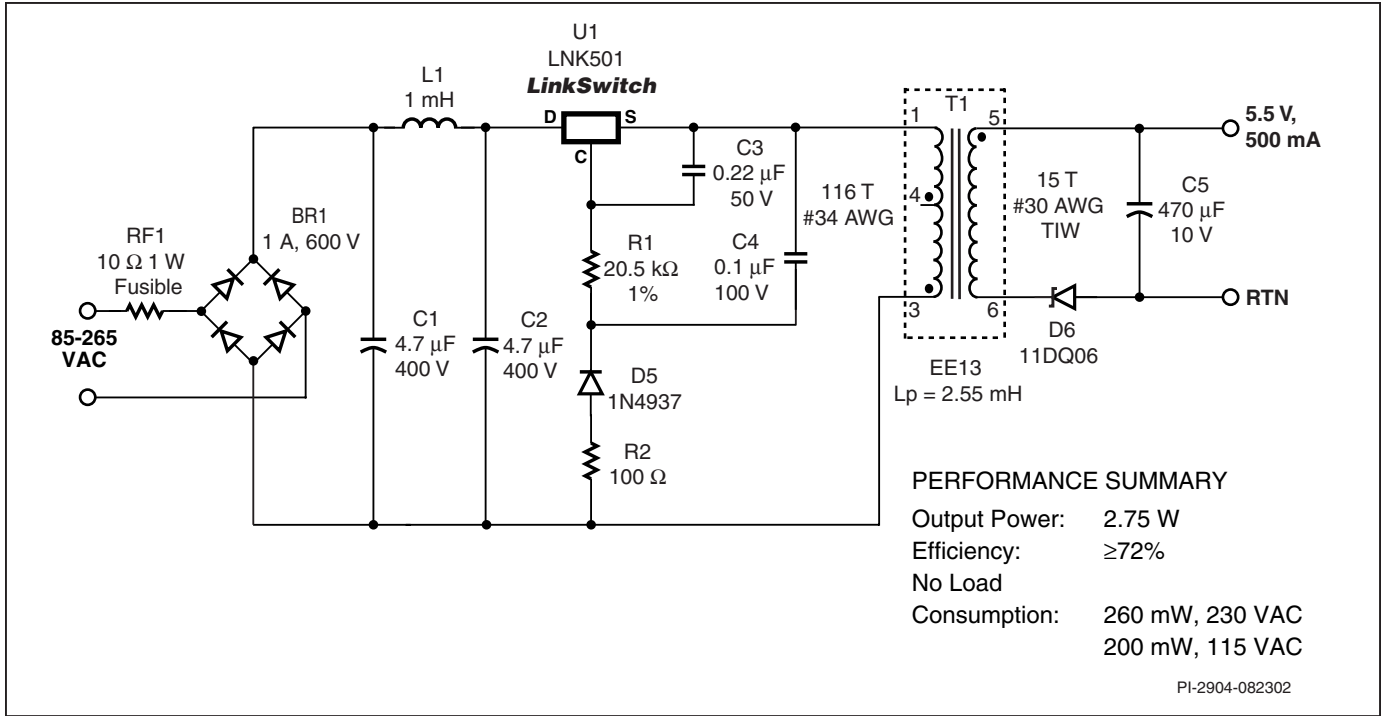 U1
LNK501
LinkSwitch
L1
1 mH
D
S
C
C3
0.22 μF
50 V
T1
1
5
5.5 V,
500 mA
116 T
#34 AWG
4
15 T
#30 AWG
TIW
C5
470 μF
10 V
BR1
1 A, 600 V
RF1
10 Ω 1 W
Fusible
R1
20.5 kΩ
1%
C4
0.1 μF
100 V
85-265
VAC
C1
4.7 μF
400 V
C2
4.7 μF
400 V
3
6
RTN
D6
11DQ06
D5
1N4937
EE13
Lp = 2.55 mH
R2
100 Ω
PERFORMANCE SUMMARY
Output Power: 2.75 W
Efficiency: ≥72%
No Load
Consumption: 260 mW, 230 VAC
200 mW, 115 VAC
PI-2904-082302